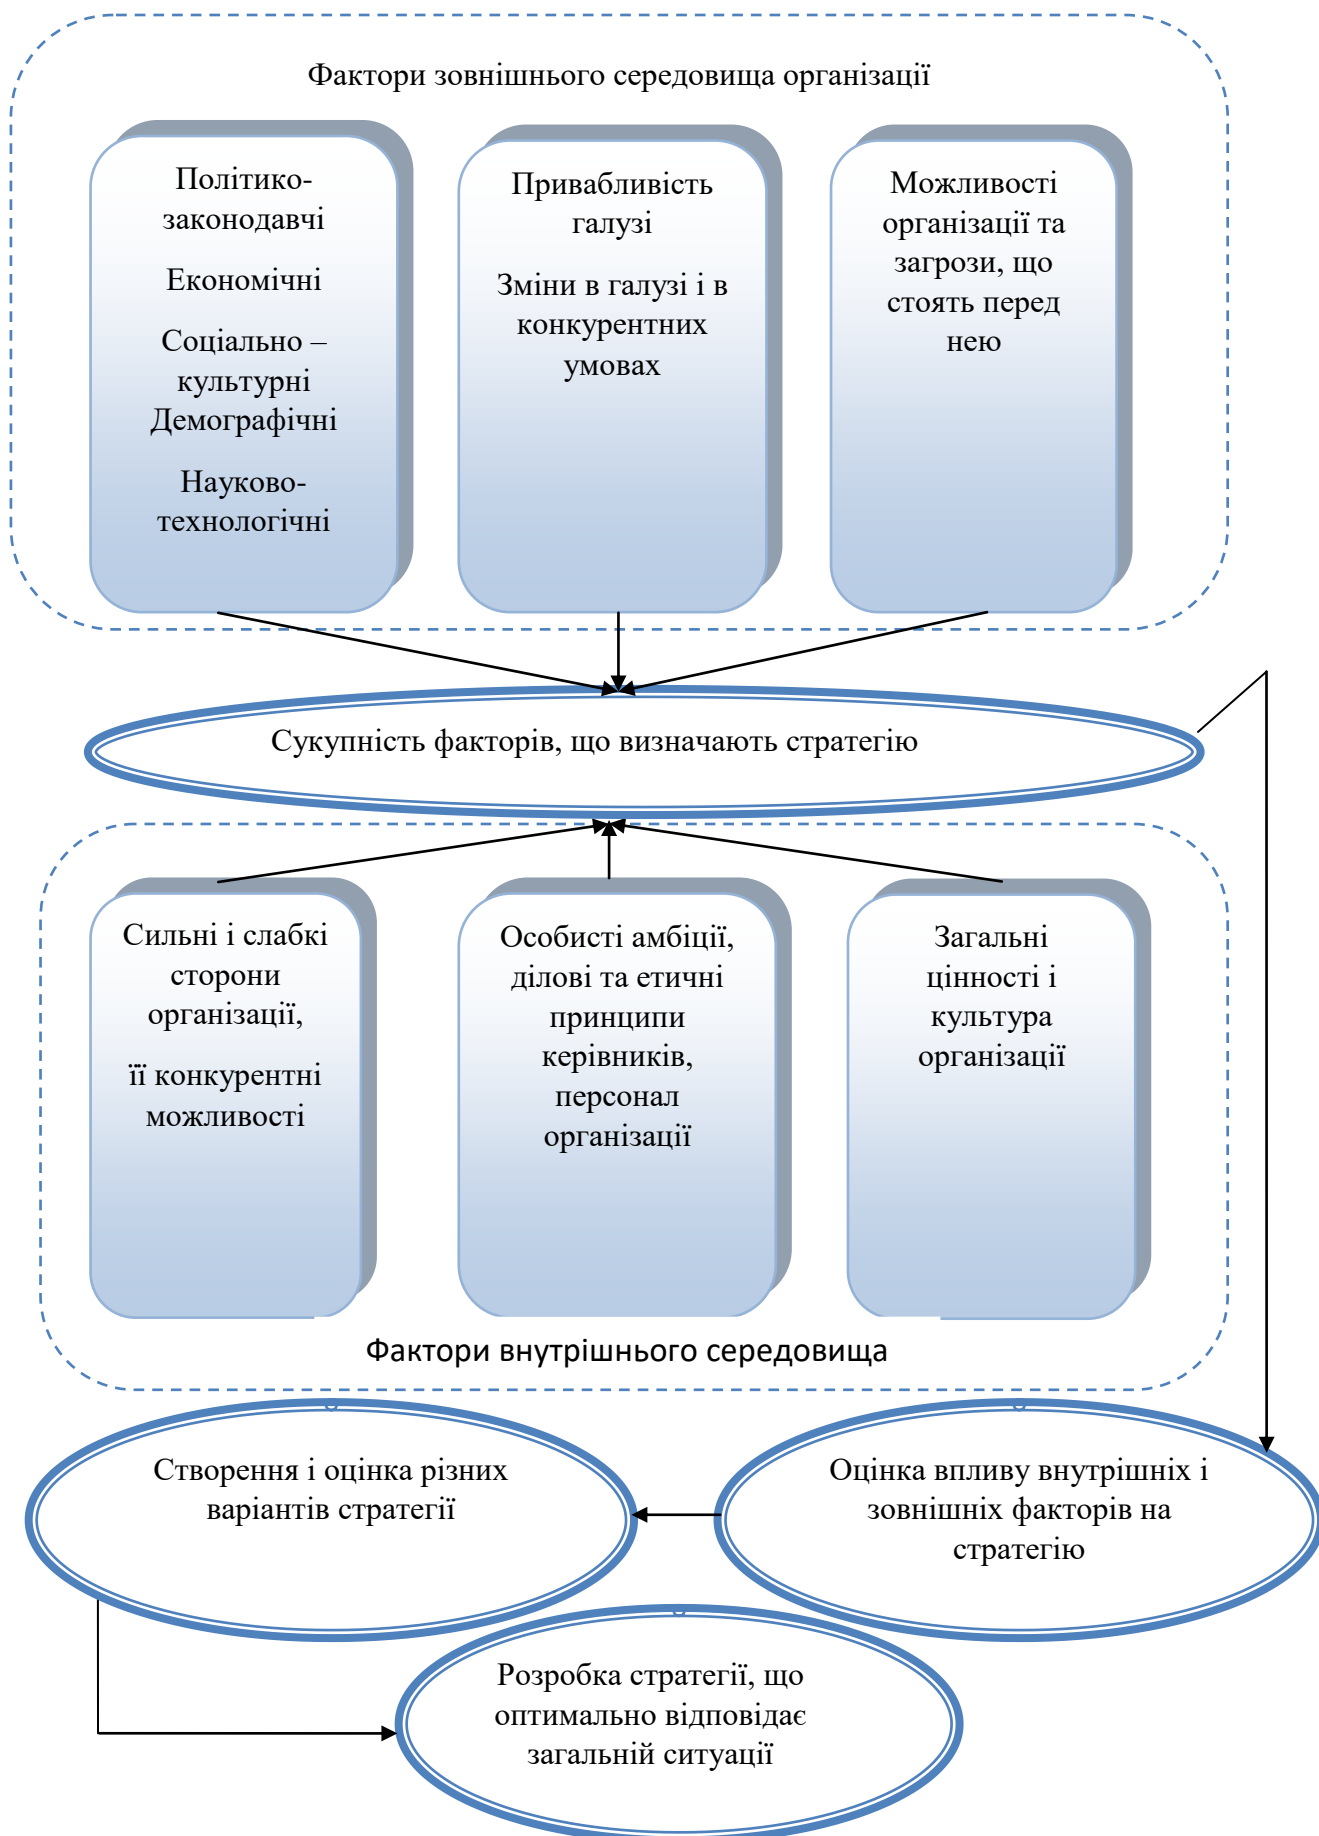 Фактори зовнішнього середовища організації
Політико-
законодавчі
Економічні
Соціально –
культурні
Демографічні
Науково-
технологічні
Привабливість
галузі
Зміни в галузі і в
конкурентних
умовах
Можливості
організації та
загрози, що
стоять перед
нею
Сукупність факторів, що визначають стратегію
Сильні і слабкі
сторони
організації,
її конкурентні
можливості
Особисті амбіції,
ділові та етичні
принципи
керівників,
персонал
організації
Загальні
цінності і
культура
організації
Фактори внутрішнього середовища
Створення і оцінка різних
варіантів стратегії
Оцінка впливу внутрішніх і
зовнішніх факторів на
стратегію
Розробка стратегії, що
оптимально відповідає
загальній ситуації